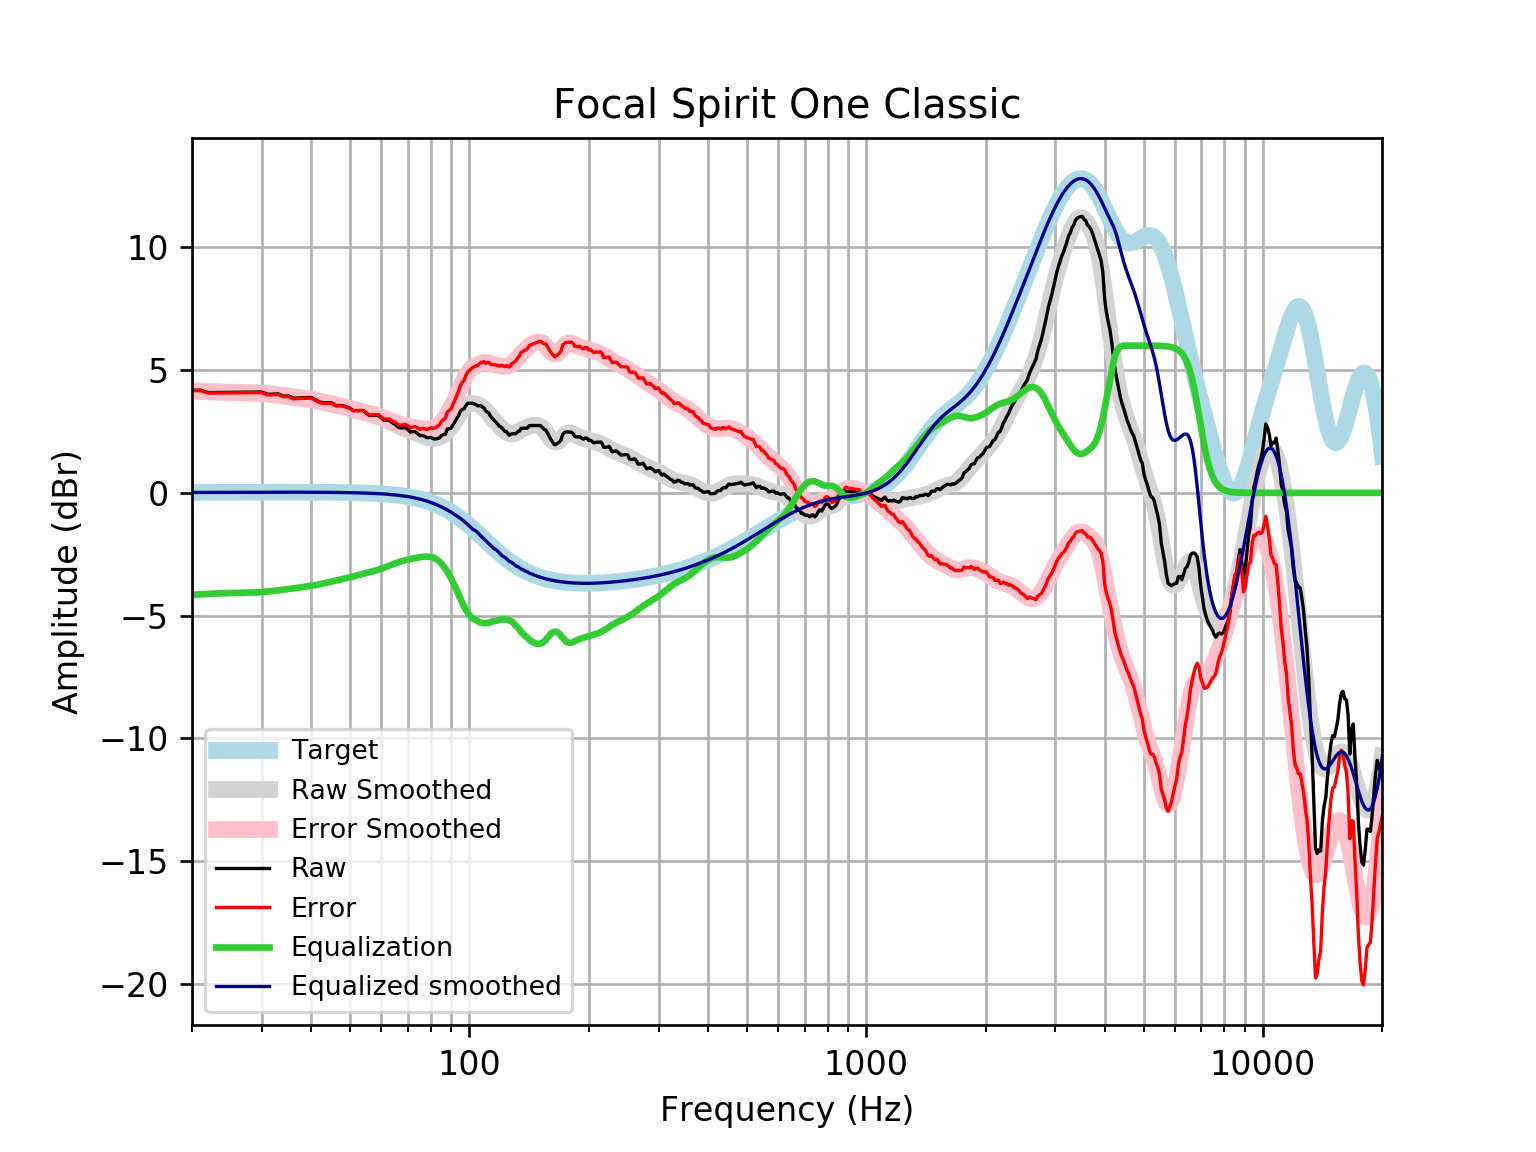 Focal Spirit One Classic
Amplitude (dBr)
10
5
0
−5
−10
−15
−20
Target
Raw Smoothed
Error Smoothed
Raw
Error
Equalization
Equalized smoothed
100
1000
10000
Frequency (Hz)